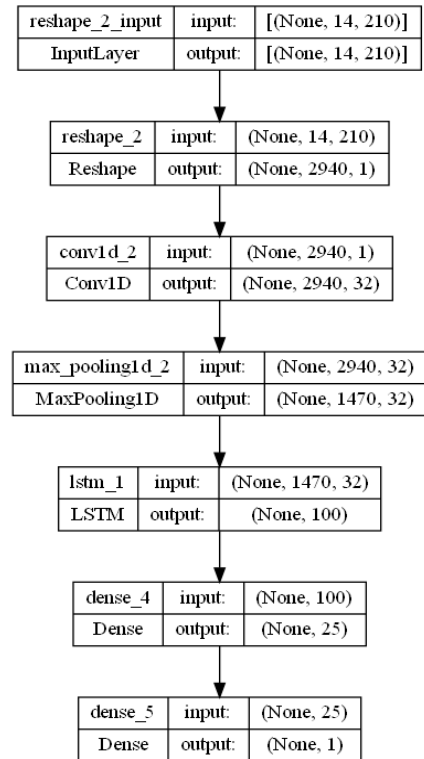 reshape_2_input input: [(None, 14, 210)]
InputLayer output: [(None, 14, 210)]
reshape_2 input: (None, 14, 210)
Reshape output: (None, 2940, 1)
conv1d_2 input: (None, 2940, 1)
Conv1D output: (None, 2940, 32)
max_pooling1d_2 input: (None, 2940, 32)
MaxPooling1D output: (None, 1470, 32)
lstm_1 input: (None, 1470, 32)
LSTM output: (None, 100)
dense_4 input: (None, 100)
Dense output: (None, 25)
dense_5 input: (None, 25)
Dense output: (None, 1)